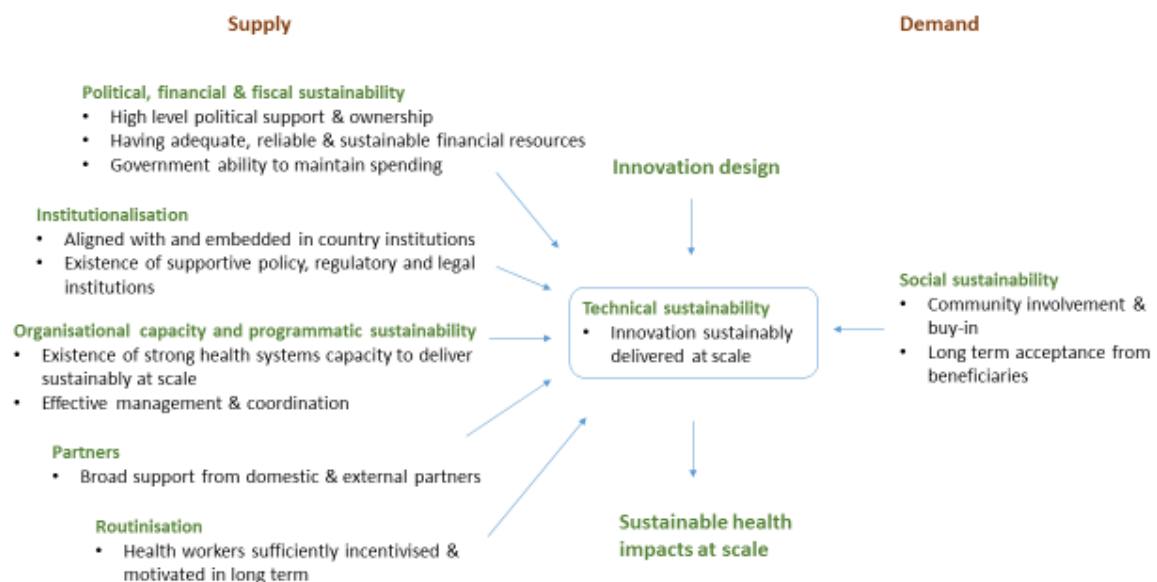 Supply
Demand
Political, financial & fiscal sustainability
• High level political support & ownership
• Having adequate, reliable & sustainable financial resources
• Government ability to maintain spending
Innovation design
Institutionalisation
• Aligned with and embedded in country institutions
• Existence of supportive policy, regulatory and legal
institutions
Organisational capacity and programmatic sustainability
• Existence of strong health systems capacity to deliver
sustainably at scale
• Effective management & coordination
Partners
• Broad support from domestic & external partners
Routinisation
• Health workers sufficiently incentivised &
motivated in long term
Technical sustainability
• Innovation sustainably
delivered at scale
Sustainable health
impacts at scale
Social sustainability
• Community involvement &
buy-in
• Long term acceptance from
beneficiaries